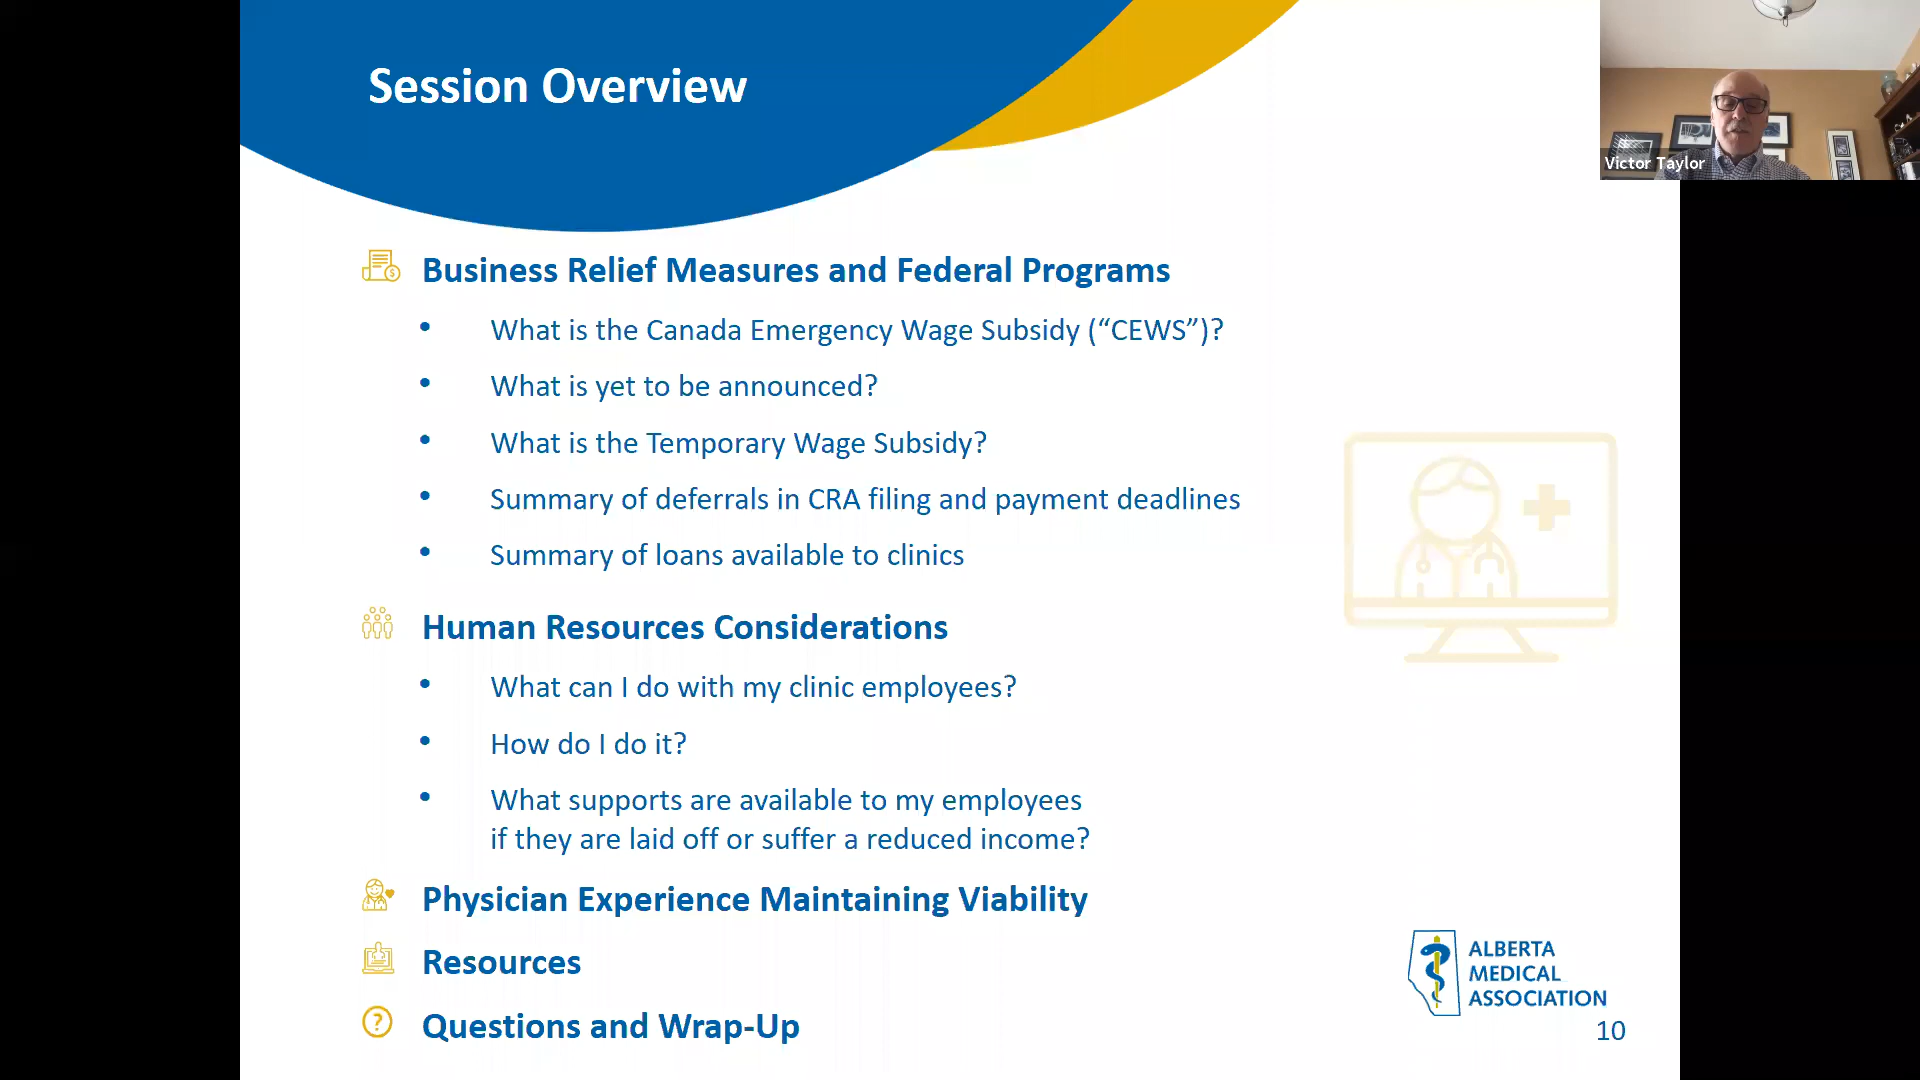 Session Overview
Victor Taylor
Business Relief Measures and Federal Programs
• What is the Canada Emergency Wage Subsidy (“CEWS”)?
• What is yet to be announced?
• What is the Temporary Wage Subsidy?
• Summary of deferrals in CRA filing and payment deadlines
• Summary of loans available to clinics
Human Resources Considerations
• What can I do with my clinic employees?
• How do I do it?
• What supports are available to my employees
if they are laid off or suffer a reduced income?
Physician Experience Maintaining Viability
Resources
Questions and Wrap-Up
ALBERTA
MEDICAL
ASSOCIATION
10